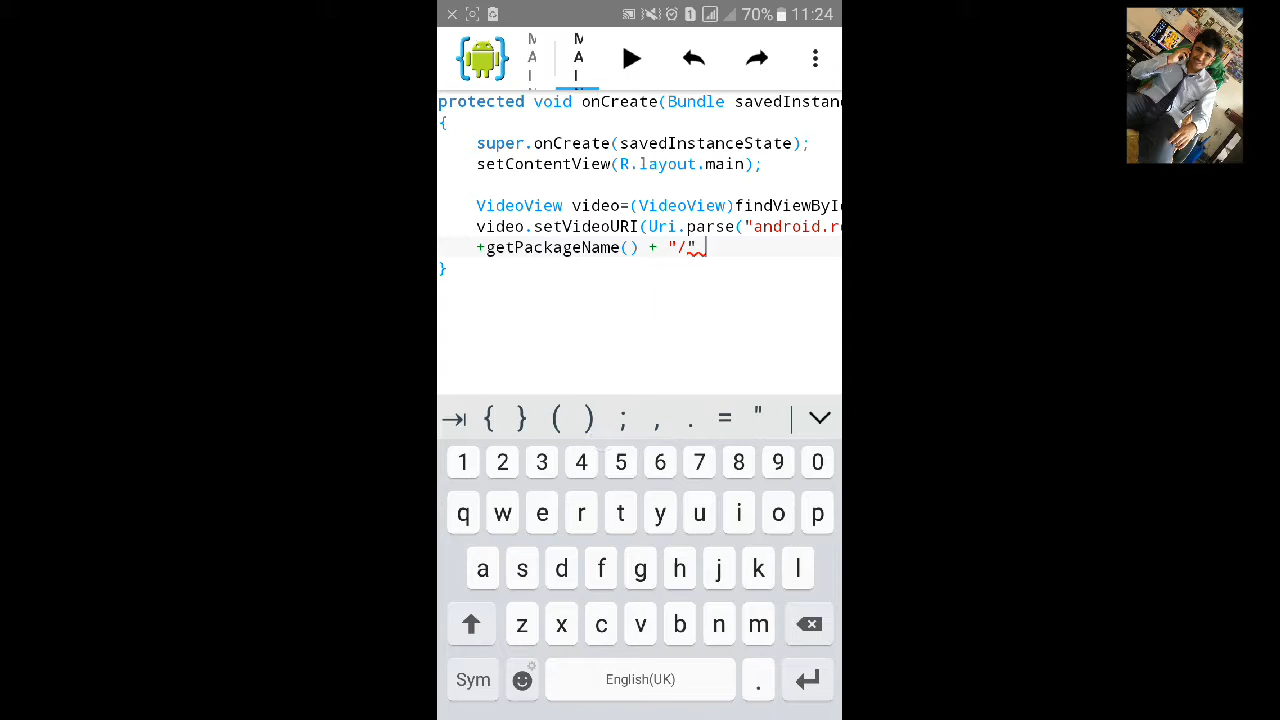 70% 11:24
M
A
I
M
A
I
N
protected void onCreate(Bundle savedInstan
{
super.onCreate(savedInstanceState);
setContentView(R.layout.main);
VideoView video=(VideoView)findViewById
video.setVideoURI(Uri.parse("android.re
+getPackageName() + "/"
}
{ } ( ) ; , . = "
1 2 3 4 5 6 7 8 9 0
q w e r t y u i o p
a s d f g h j k l
z x c v b n m
Sym English(UK) .